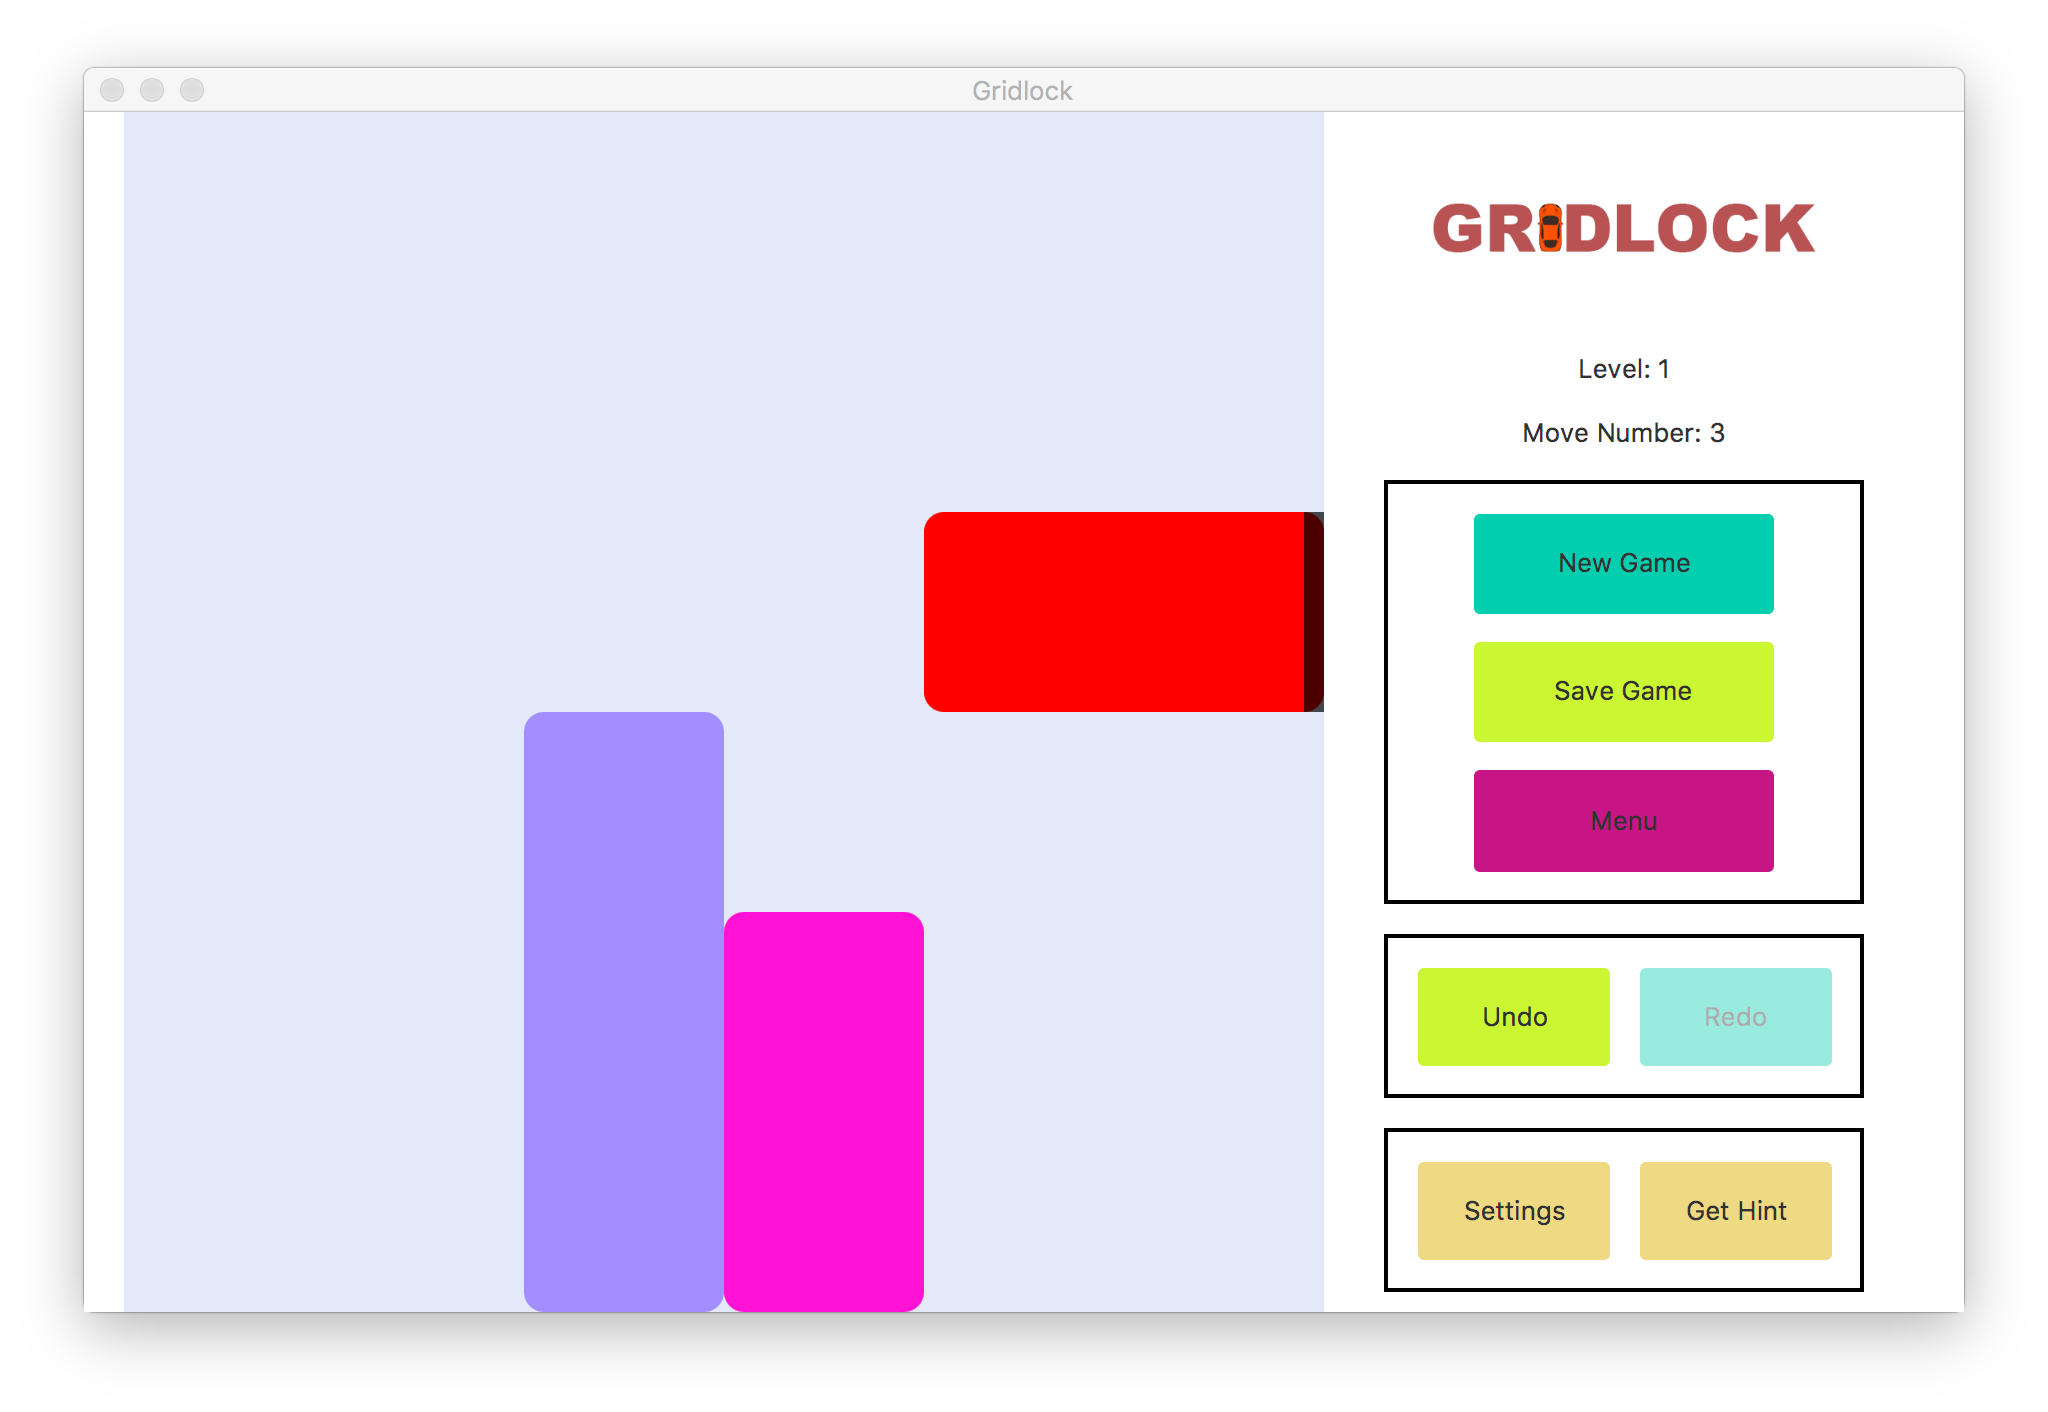 Gridlock
GRIDLOCK
Level: 1
Move Number: 3
New Game
Save Game
Menu
Undo
Redo
Settings
Get Hint